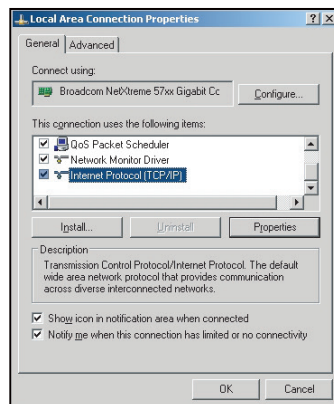 Local Area Connection Properties
General
Advanced
Connect using:
Broadcom NetXtreme 57xx Gigabit Cc
Configure...
This connection uses the following items:
QoS Packet Scheduler
Network Monitor Driver
Internet Protocol (TCP/IP)
Install...
Uninstall
Properties
Description
Transmission Control Protocol/Internet Protocol. The default
wide area network protocol that provides communication
across diverse interconnected networks.
Show icon in notification area when connected
Notify me when this connection has limited or no connectivity
OK
Cancel